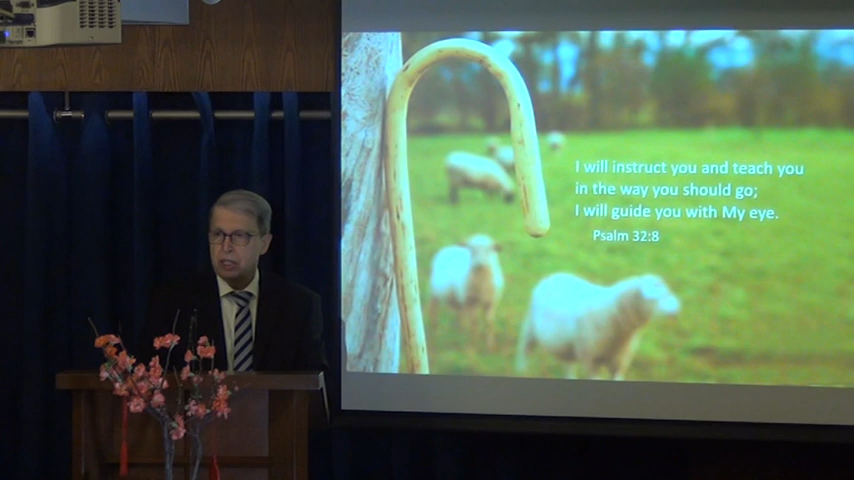 I will instruct you and teach you
in the way you should go;
I will guide you with My eye.
Psalm 32:8